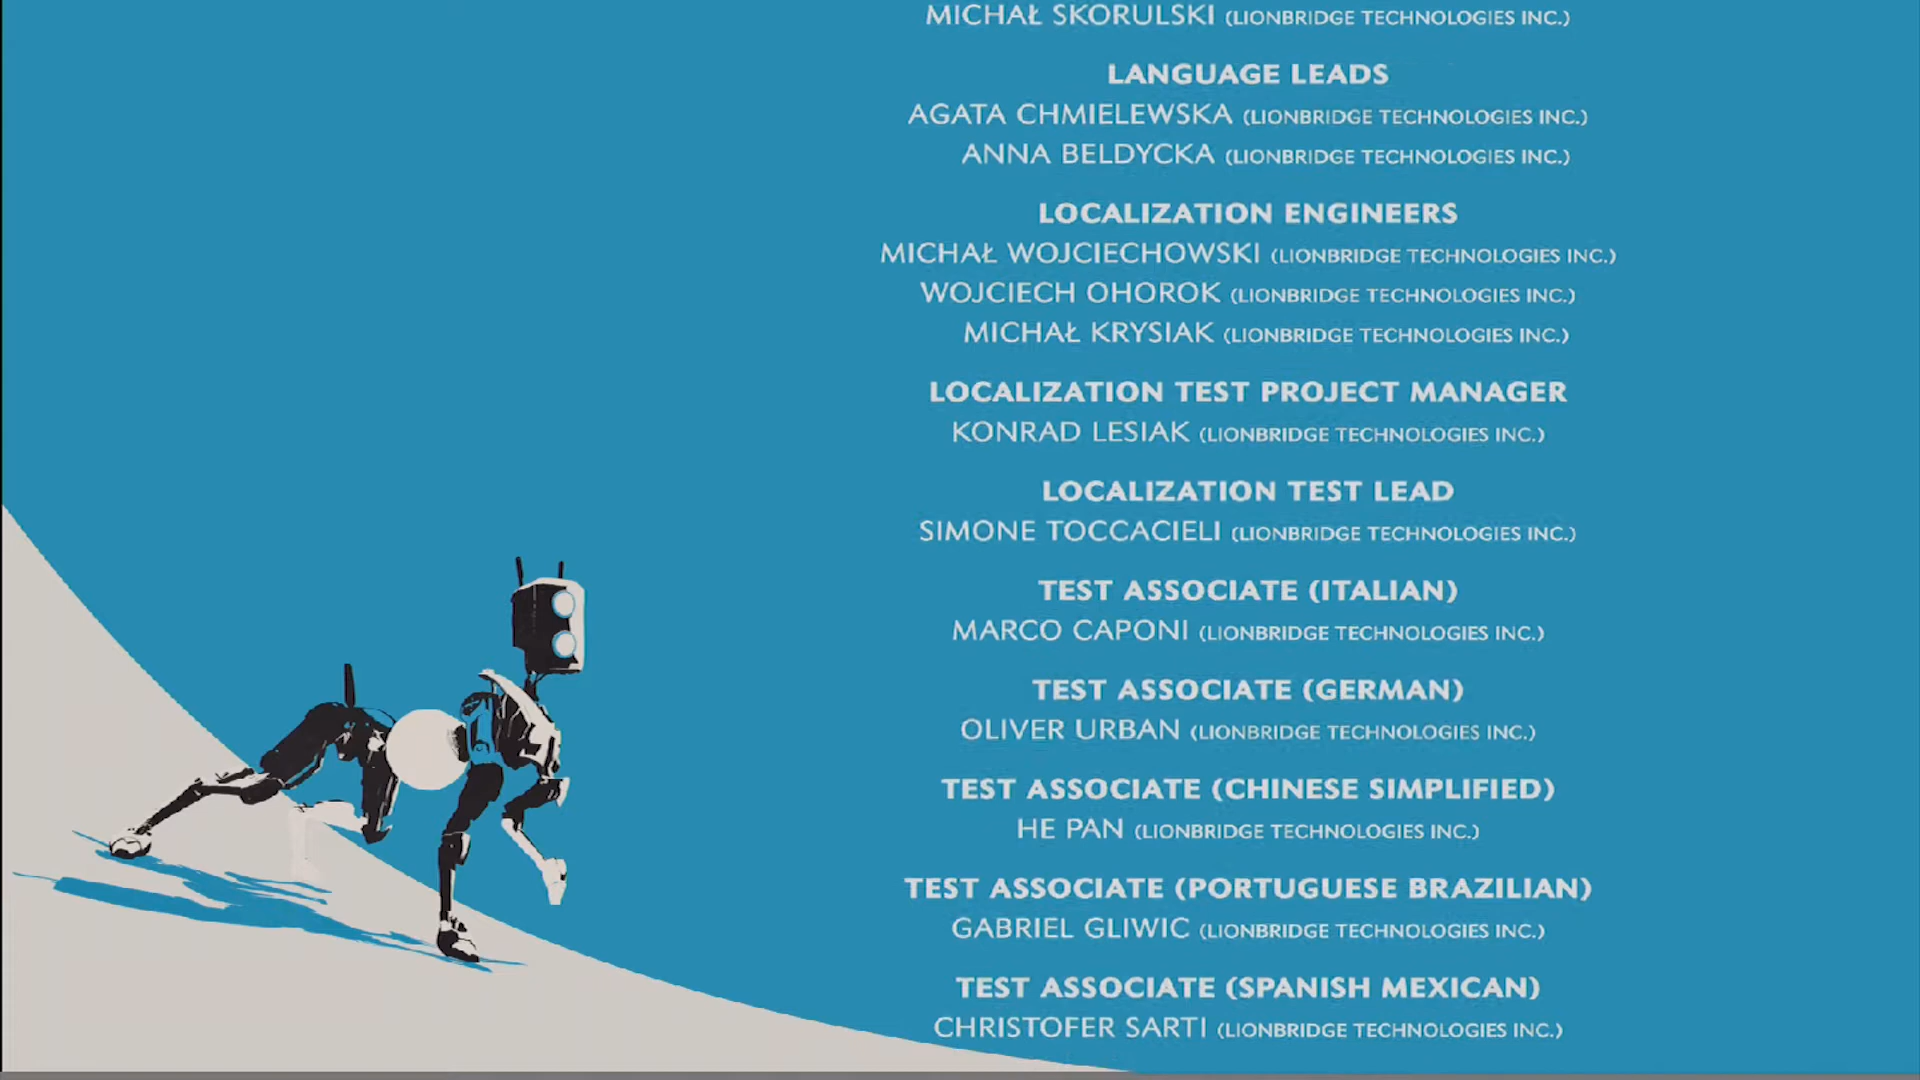 MICHAŁ SKORULSKI (LIONBRIDGE TECHNOLOGIES INC.)
LANGUAGE LEADS
AGATA CHMIELEWSKA (LIONBRIDGE TECHNOLOGIES INC.)
ANNA BELDYCKA (LIONBRIDGE TECHNOLOGIES INC.)
LOCALIZATION ENGINEERS
MICHAŁ WOJCIECHOWSKI (LIONBRIDGE TECHNOLOGIES INC.)
WOJCIECH OHOROK (LIONBRIDGE TECHNOLOGIES INC.)
MICHAŁ KRYSIAK (LIONBRIDGE TECHNOLOGIES INC.)
LOCALIZATION TEST PROJECT MANAGER
KONRAD LESIAK (LIONBRIDGE TECHNOLOGIES INC.)
LOCALIZATION TEST LEAD
SIMONE TOCCACIELI (LIONBRIDGE TECHNOLOGIES INC.)
TEST ASSOCIATE (ITALIAN)
MARCO CAPONI (LIONBRIDGE TECHNOLOGIES INC.)
TEST ASSOCIATE (GERMAN)
OLIVER URBAN (LIONBRIDGE TECHNOLOGIES INC.)
TEST ASSOCIATE (CHINESE SIMPLIFIED)
HE PAN (LIONBRIDGE TECHNOLOGIES INC.)
TEST ASSOCIATE (PORTUGUESE BRAZILIAN)
GABRIEL GLIWIC (LIONBRIDGE TECHNOLOGIES INC.)
TEST ASSOCIATE (SPANISH MEXICAN)
CHRISTOFER SARTI (LIONBRIDGE TECHNOLOGIES INC.)